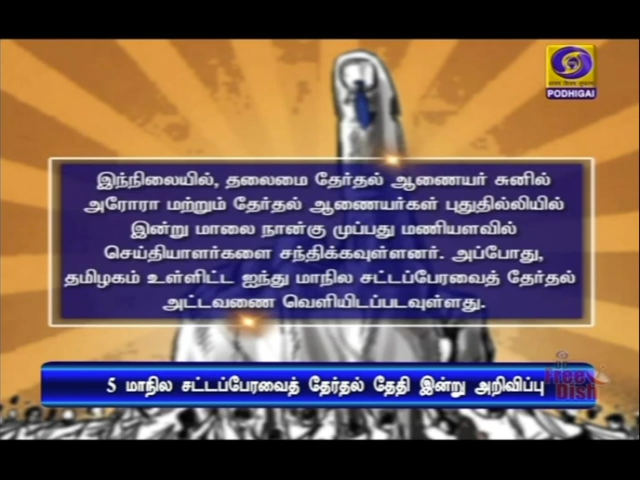 PODHIGAI
இந்நிலையில், தலைமை தேர்தல் ஆணையர் சுனில்
அரோரா மற்றும் தேர்தல் ஆணையர்கள் புதுதில்லியில்
இன்று மாலை நான்கு முப்பது மணியளவில்
செய்தியாளர்களை சந்திக்கவுள்ளனர். அப்போது,
தமிழகம் உள்ளிட்ட ஐந்து மாநில சட்டப்பேரவைத் தேர்தல்
அட்டவணை வெளியிடப்படவுள்ளது.
5 மாநில சட்டப்பேரவைத் தேர்தல் தேதி இன்று அறிவிப்பு
Free
Dish